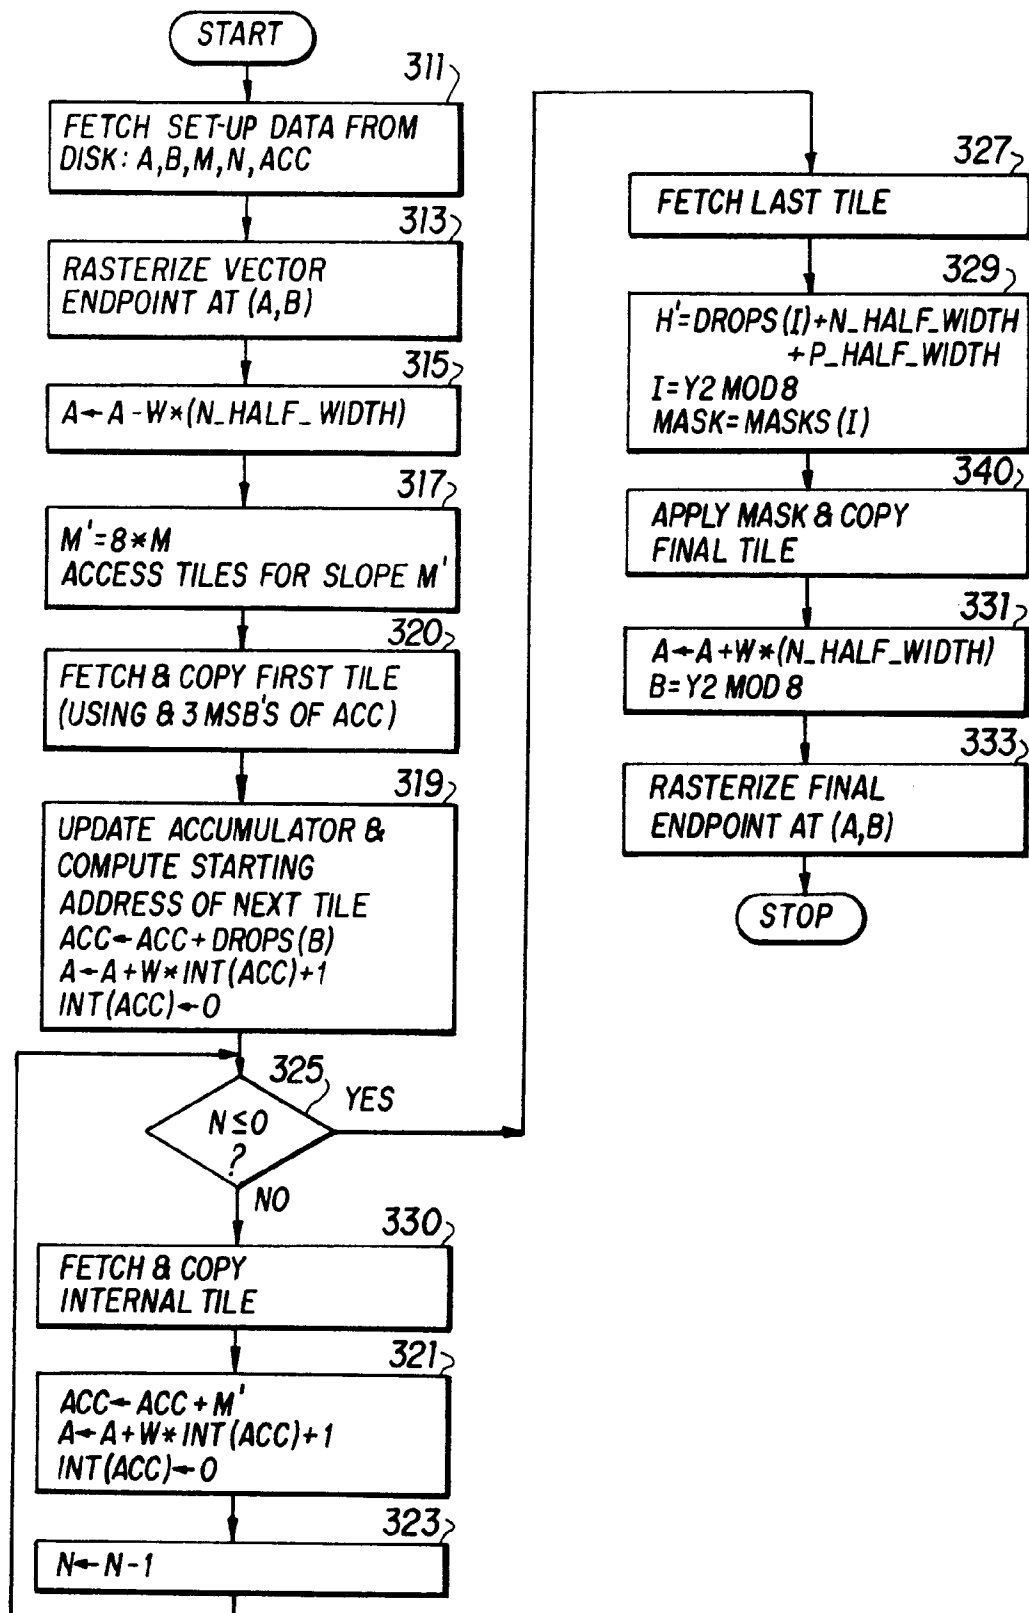 START
311
FETCH SET-UP DATA FROM
DISK: A,B,M,N,ACC
313
RASTERIZE VECTOR
ENDPOINT AT (A,B)
315
A←A-W*(N_HALF_WIDTH)
317
M'=8*M
ACCESS TILES FOR SLOPE M'
320
FETCH & COPY FIRST TILE
(USING & 3 MSB'S OF ACC)
319
UPDATE ACCUMULATOR &
COMPUTE STARTING
ADDRESS OF NEXT TILE
ACC←ACC+DROPS(B)
A←A+W*INT(ACC)+1
INT(ACC)←0
325
N≤0
?
YES
NO
330
FETCH & COPY
INTERNAL TILE
321
ACC←ACC+M'
A←A+W*INT(ACC)+1
INT(ACC)←0
323
N←N-1
327
FETCH LAST TILE
329
H'=DROPS(I)+N_HALF_WIDTH
+P_HALF_WIDTH
I=Y2 MOD 8
MASK=MASKS(I)
340
APPLY MASK & COPY
FINAL TILE
331
A←A+W*(N_HALF_WIDTH)
B=Y2 MOD 8
333
RASTERIZE FINAL
ENDPOINT AT (A,B)
STOP